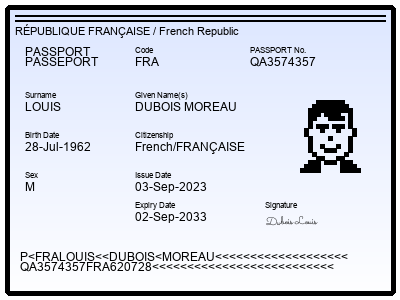 RÉPUBLIQUE FRANÇAISE / French Republic
PASSPORT
PASSEPORT
Code
FRA
PASSPORT No.
QA3574357
Surname
LOUIS
Given Name(s)
DUBOIS MOREAU
Birth Date
28-Jul-1962
Citizenship
French/FRANÇAISE
Sex
M
Issue Date
03-Sep-2023
Expiry Date
02-Sep-2033
Signature
Dubois Louis
P<FRALOUIS<<DUBOIS<MOREAU<<<<<<<<<<<<<<<<<<<
QA3574357FRA620728<<<<<<<<<<<<<<<<<<<<<<<<<<